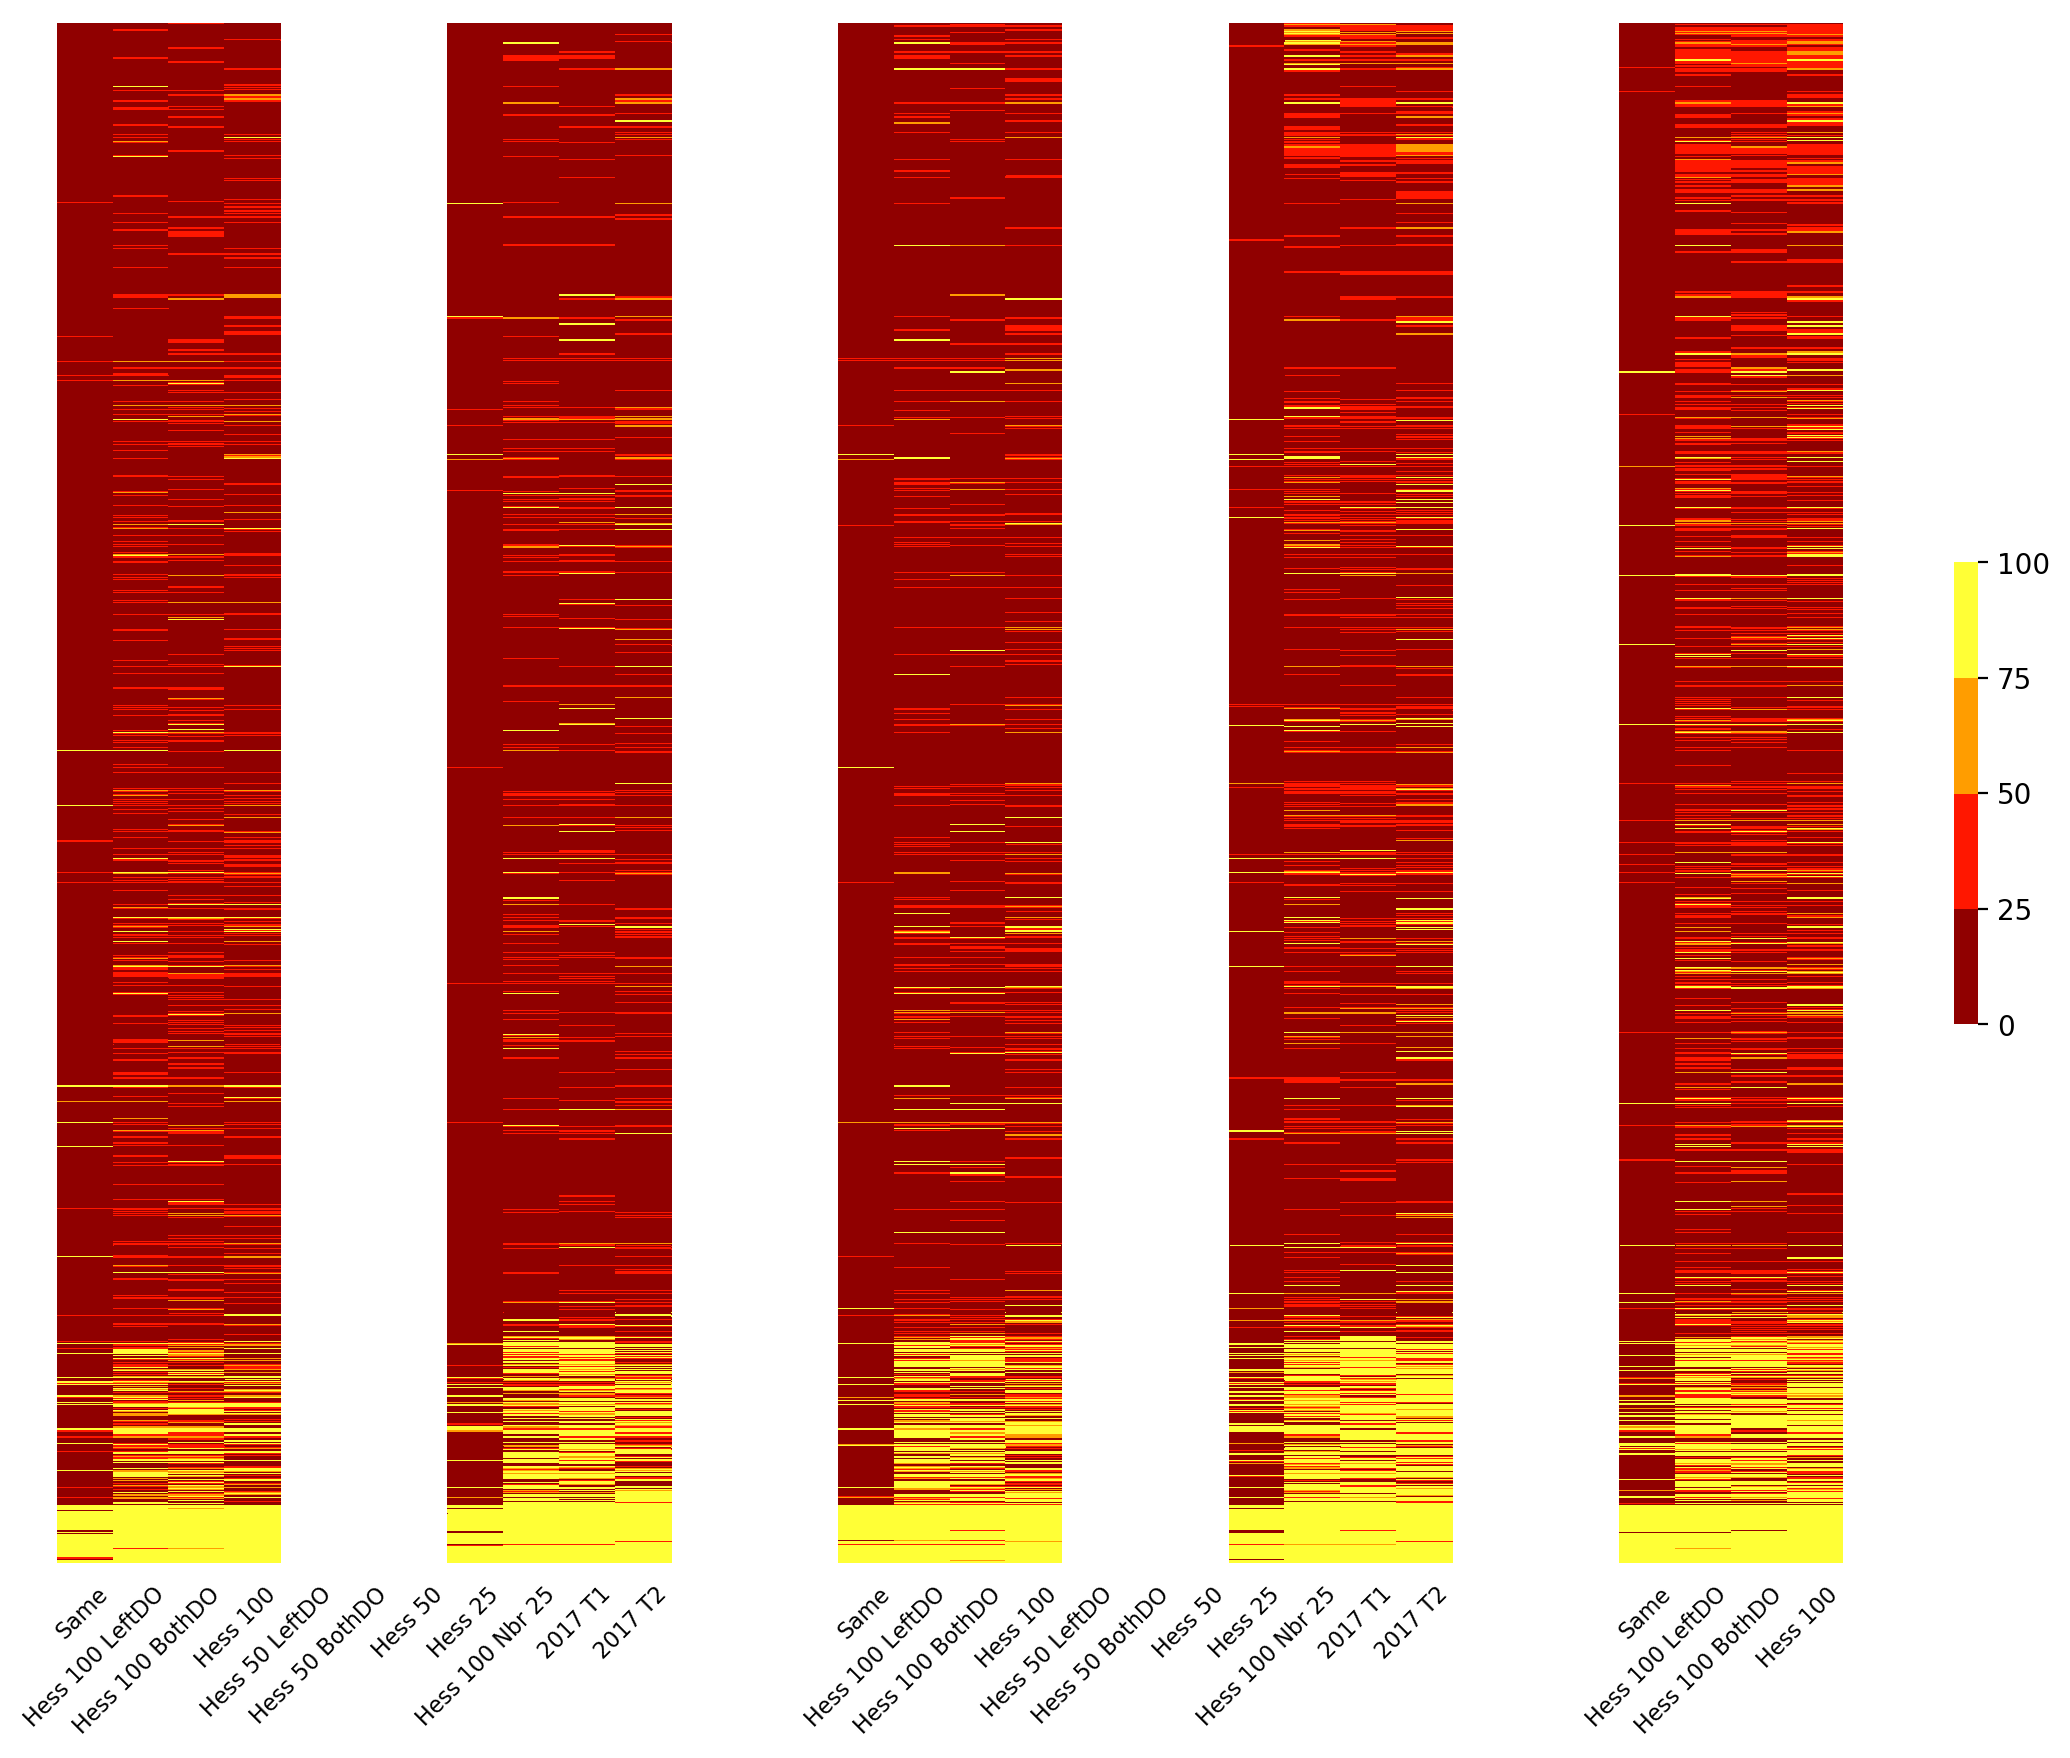 100
75
50
25
0
Same
Hess 100 LeftDO
Hess 100 BothDO
Hess 100
Hess 50 LeftDO
Hess 50 BothDO
Hess 50
Hess 25
Hess 100 Nbr 25
2017 T1
2017 T2
Same
Hess 100 LeftDO
Hess 100 BothDO
Hess 100
Hess 50 LeftDO
Hess 50 BothDO
Hess 50
Hess 25
Hess 100 Nbr 25
2017 T1
2017 T2
Same
Hess 100 LeftDO
Hess 100 BothDO
Hess 100